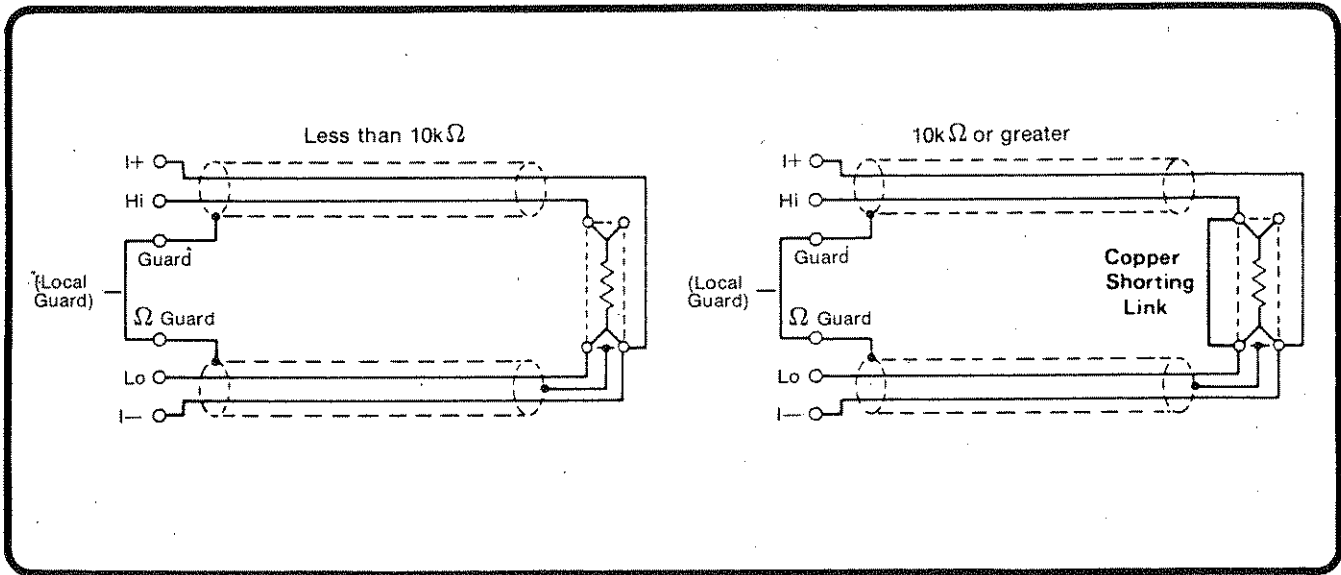 Less than 10kΩ
I+
Hi
Guard
(Local
Guard)
Ω Guard
Lo
I—
10kΩ or greater
I+
Hi
Guard
(Local
Guard)
Copper
Shorting
Link
Ω Guard
Lo
I—